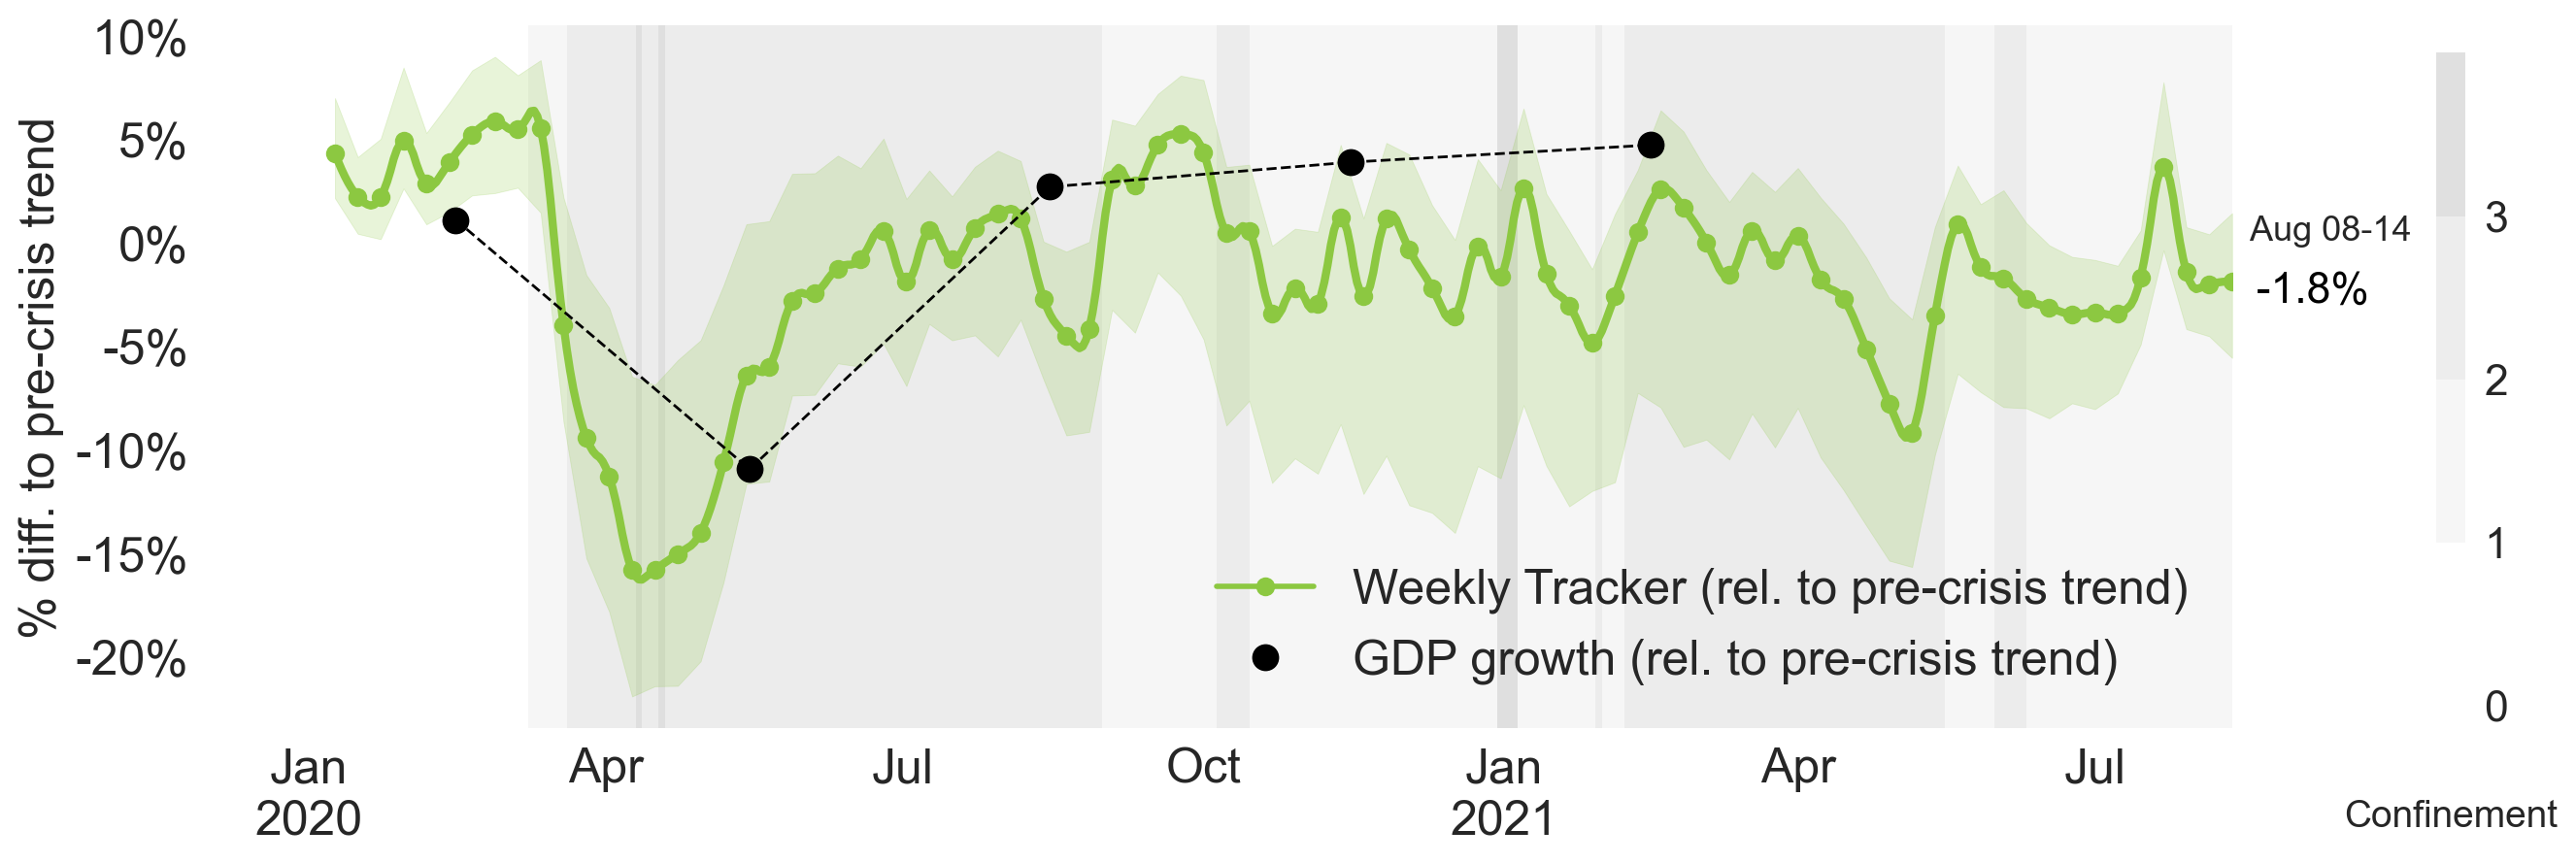 % diff. to pre-crisis trend
10%
5%
0%
-5%
-10%
-15%
-20%
Jan
2020
Apr
Jul
Oct
Jan
2021
Apr
Jul
Weekly Tracker (rel. to pre-crisis trend)
GDP growth (rel. to pre-crisis trend)
Aug 08-14
-1.8%
3
2
1
0
Confinement